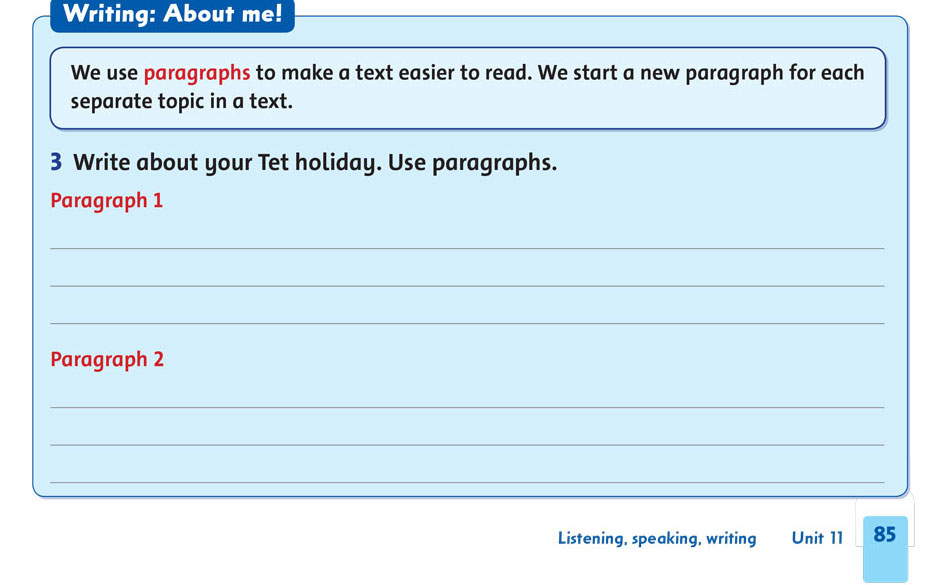 Writing: About me!
We use paragraphs to make a text easier to read. We start a new paragraph for each
separate topic in a text.
3 Write about your Tet holiday. Use paragraphs.
Paragraph 1
Paragraph 2
Listening, speaking, writing Unit 11 85